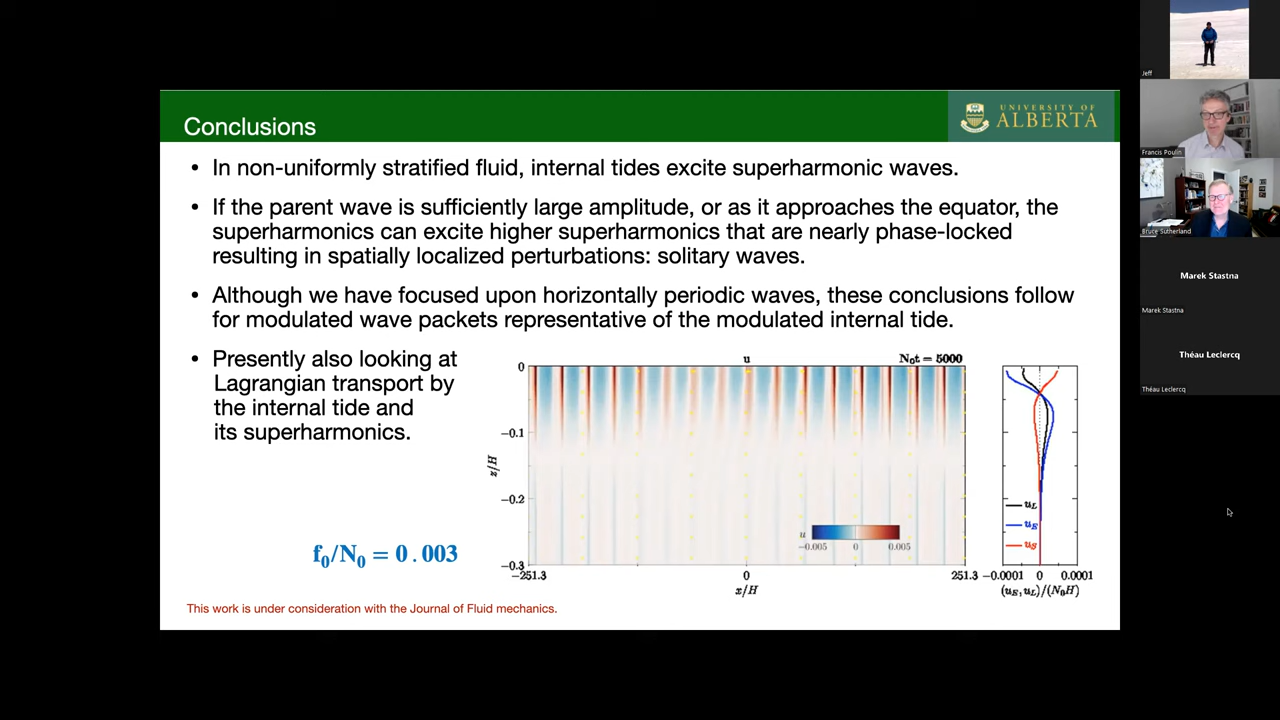 Conclusions
UNIVERSITY OF
ALBERTA
• In non-uniformly stratified fluid, internal tides excite superharmonic waves.
• If the parent wave is sufficiently large amplitude, or as it approaches the equator, the
superharmonics can excite higher superharmonics that are nearly phase-locked
resulting in spatially localized perturbations: solitary waves.
• Although we have focused upon horizontally periodic waves, these conclusions follow
for modulated wave packets representative of the modulated internal tide.
• Presently also looking at
Lagrangian transport by
the internal tide and
its superharmonics.
f₀/N₀ = 0.003
This work is under consideration with the Journal of Fluid mechanics.
u
N₀t = 5000
0
−0.1
−0.2
−0.3
z/H
u
−0.005 0 0.005
−251.3 0 251.3
x/H
u_L
u_E
u_S
−0.0001 0 0.0001
(u_E, u_L)/(N₀H)
Jeff
Francis Poulin
Bruce Sutherland
Marek Stastna
Marek Stastna
Théau Leclercq
Théau Leclercq